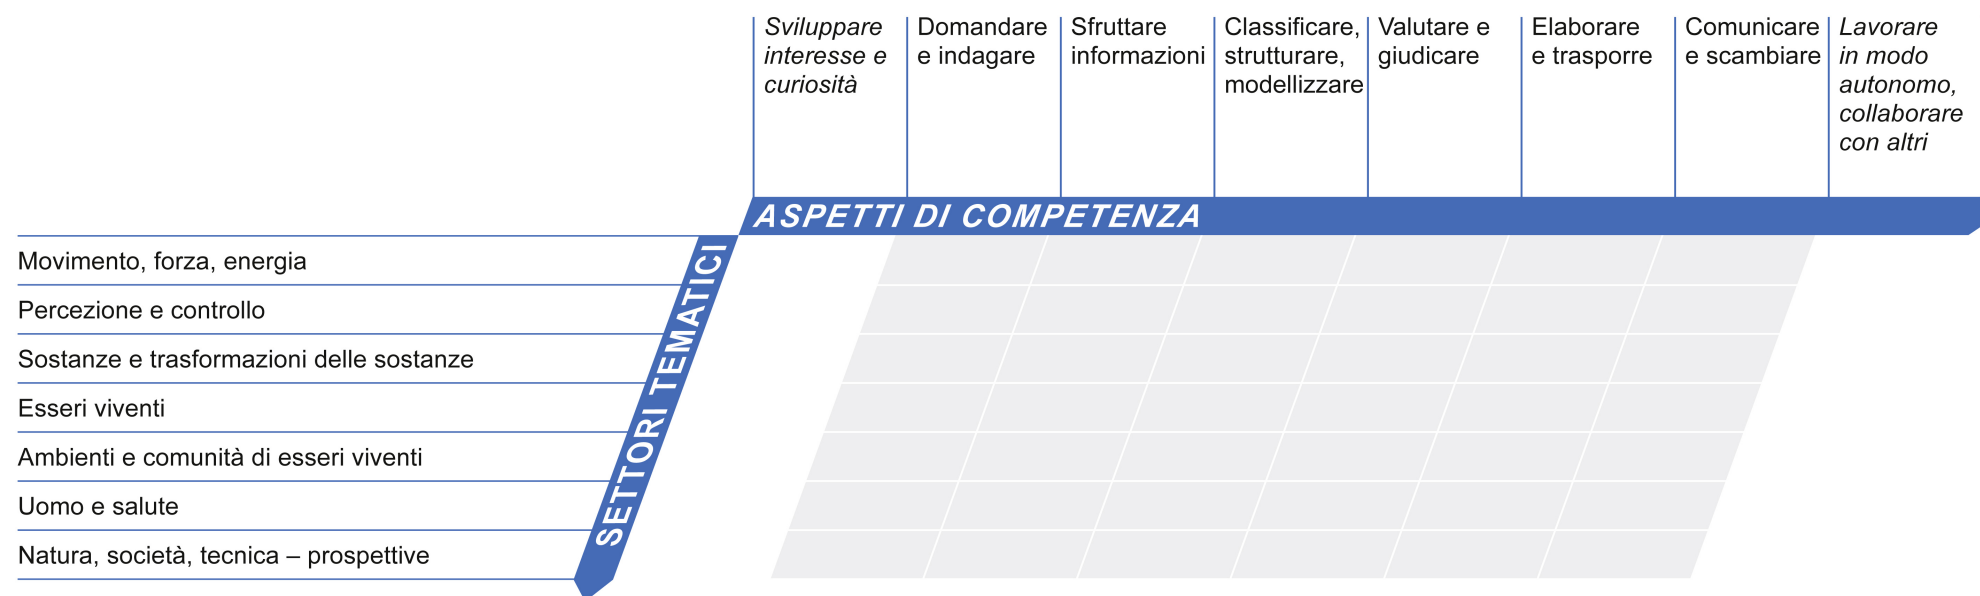 Sviluppare
interesse e
curiosità
Domandare
e indagare
Sfruttare
informazioni
Classificare,
strutturare,
modellizzare
Valutare e
giudicare
Elaborare
e trasporre
Comunicare
e scambiare
Lavorare
in modo
autonomo,
collaborare
con altri
ASPETTI DI COMPETENZA
SETTORI TEMATICI
Movimento, forza, energia
Percezione e controllo
Sostanze e trasformazioni delle sostanze
Esseri viventi
Ambienti e comunità di esseri viventi
Uomo e salute
Natura, società, tecnica – prospettive